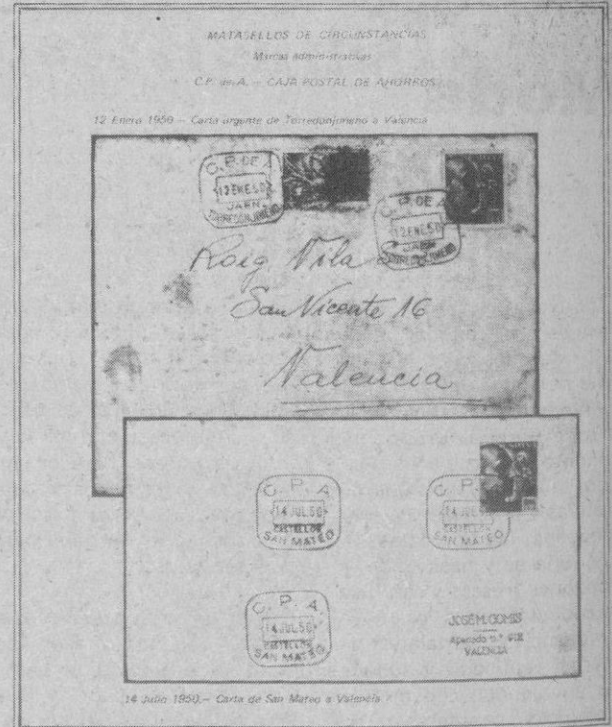 MATASELLOS DE CIRCUNSTANCIAS
Marcas administrativas
C.P. de A. — CAJA POSTAL DE AHORROS
12 Enero 1950.— Carta urgente de Torredonjimeno a Valencia
C.P. DE A
12 ENE.50
JAEN
TORREDONJIMENO
C.P. DE A
12 ENE.50
JAEN
TORREDONJIMENO
Roig Vila S
San Vicente 16
Valencia
C. P. A
14 JUL.50
CASTELLON
SAN MATEO
C. P. A
14 JUL.50
CASTELLON
SAN MATEO
C. P. A
14 JUL.50
CASTELLON
SAN MATEO
JOSÉ M. GOMIS
Apartado n.º
VALENCIA
14 Julio 1950.— Carta de San Mateo a Valencia